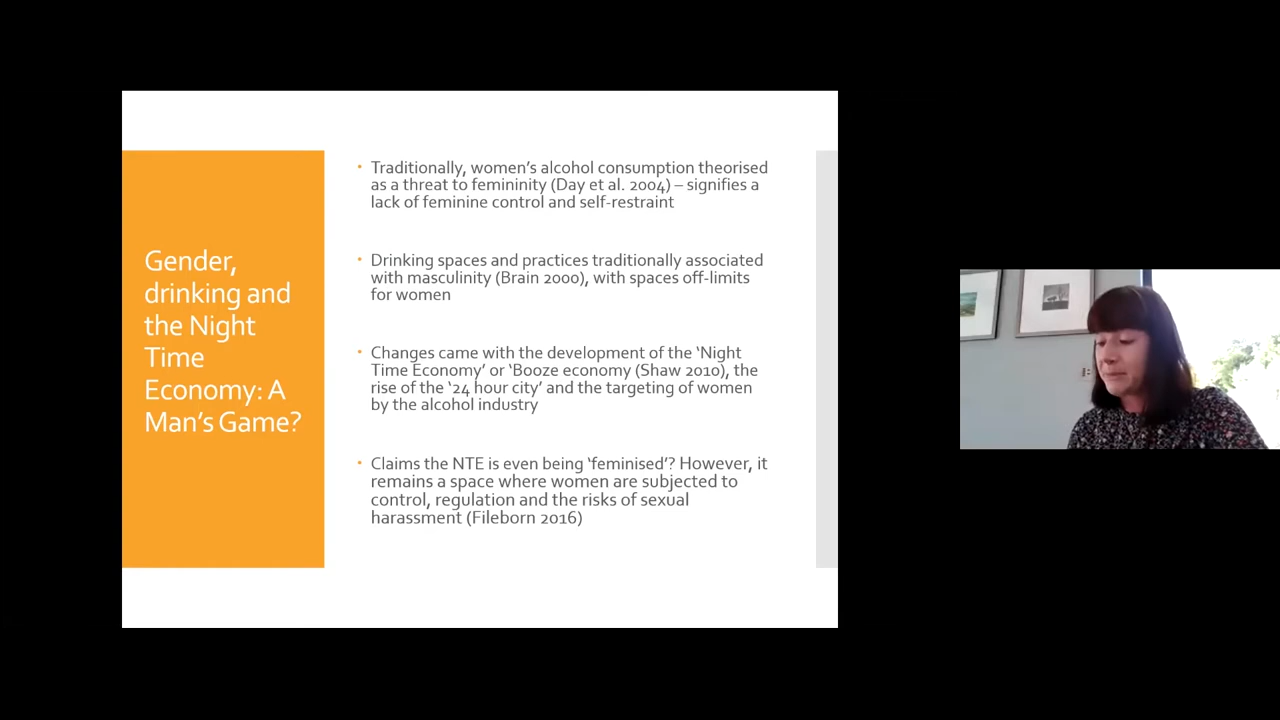 Gender,
drinking and
the Night
Time
Economy: A
Man's Game?
• Traditionally, women's alcohol consumption theorised
as a threat to femininity (Day et al. 2004) – signifies a
lack of feminine control and self-restraint
• Drinking spaces and practices traditionally associated
with masculinity (Brain 2000), with spaces off-limits
for women
• Changes came with the development of the 'Night
Time Economy' or 'Booze economy (Shaw 2010), the
rise of the '24 hour city' and the targeting of women
by the alcohol industry
• Claims the NTE is even being 'feminised'? However, it
remains a space where women are subjected to
control, regulation and the risks of sexual
harassment (Fileborn 2016)